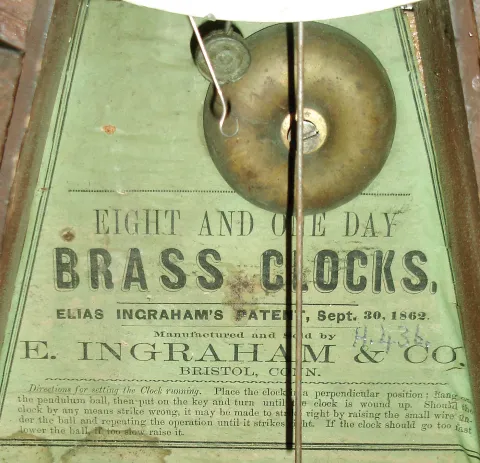 EIGHT AND ONE DAY
BRASS CLOCKS,
ELIAS INGRAHAM'S PATENT, Sept. 30, 1862.
Manufactured and Sold by
E. INGRAHAM & CO.
BRISTOL, CONN.
Directions for setting the Clock running. Place the clock in a perpendicular position: Hang on
the pendulum ball, then put on the key and turn until the clock is wound up. Should the
clock by any means strike wrong, it may be made to strike right by raising the small wire un-
der the ball and repeating the operation until it strikes right. If the clock should go too fast
lower the ball, if too slow raise it.